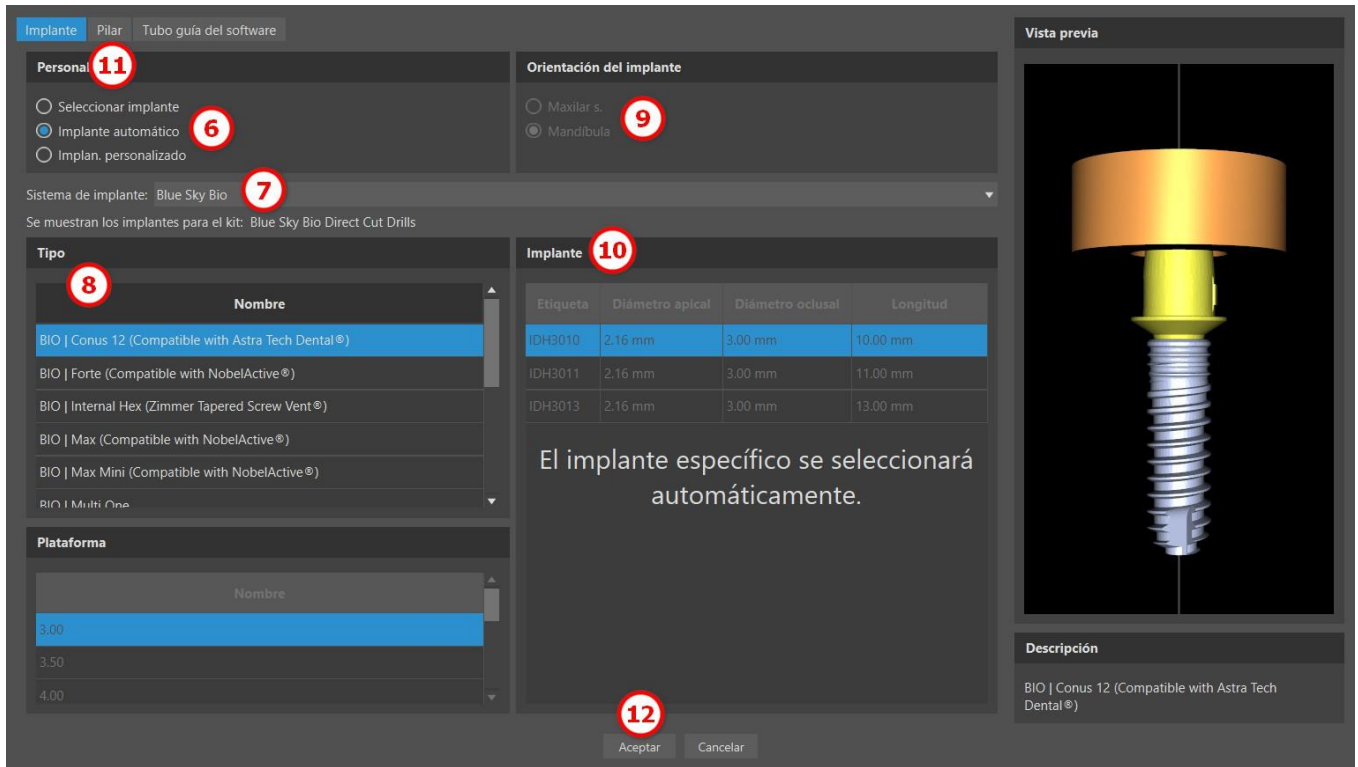 Implante Pilar Tubo guía del software
Vista previa
Personal
11
Orientación del implante
Seleccionar implante
Implante automático
6
Implan. personalizado
Maxilar s.
Mandíbula
9
Sistema de implante: Blue Sky Bio
7
Se muestran los implantes para el kit: Blue Sky Bio Direct Cut Drills
Tipo
8
Nombre
BIO | Conus 12 (Compatible with Astra Tech Dental®)
BIO | Forte (Compatible with NobelActive®)
BIO | Internal Hex (Zimmer Tapered Screw Vent®)
BIO | Max (Compatible with NobelActive®)
BIO | Max Mini (Compatible with NobelActive®)
BIO | Multi One
Implante
10
Etiqueta Diámetro apical Diámetro oclusal Longitud
IDH3010 2.16 mm 3.00 mm 10.00 mm
IDH3011 2.16 mm 3.00 mm 11.00 mm
IDH3013 2.16 mm 3.00 mm 13.00 mm
El implante específico se seleccionará
automáticamente.
Plataforma
Nombre
3.00
3.50
4.00
Descripción
BIO | Conus 12 (Compatible with Astra Tech
Dental®)
12
Aceptar Cancelar